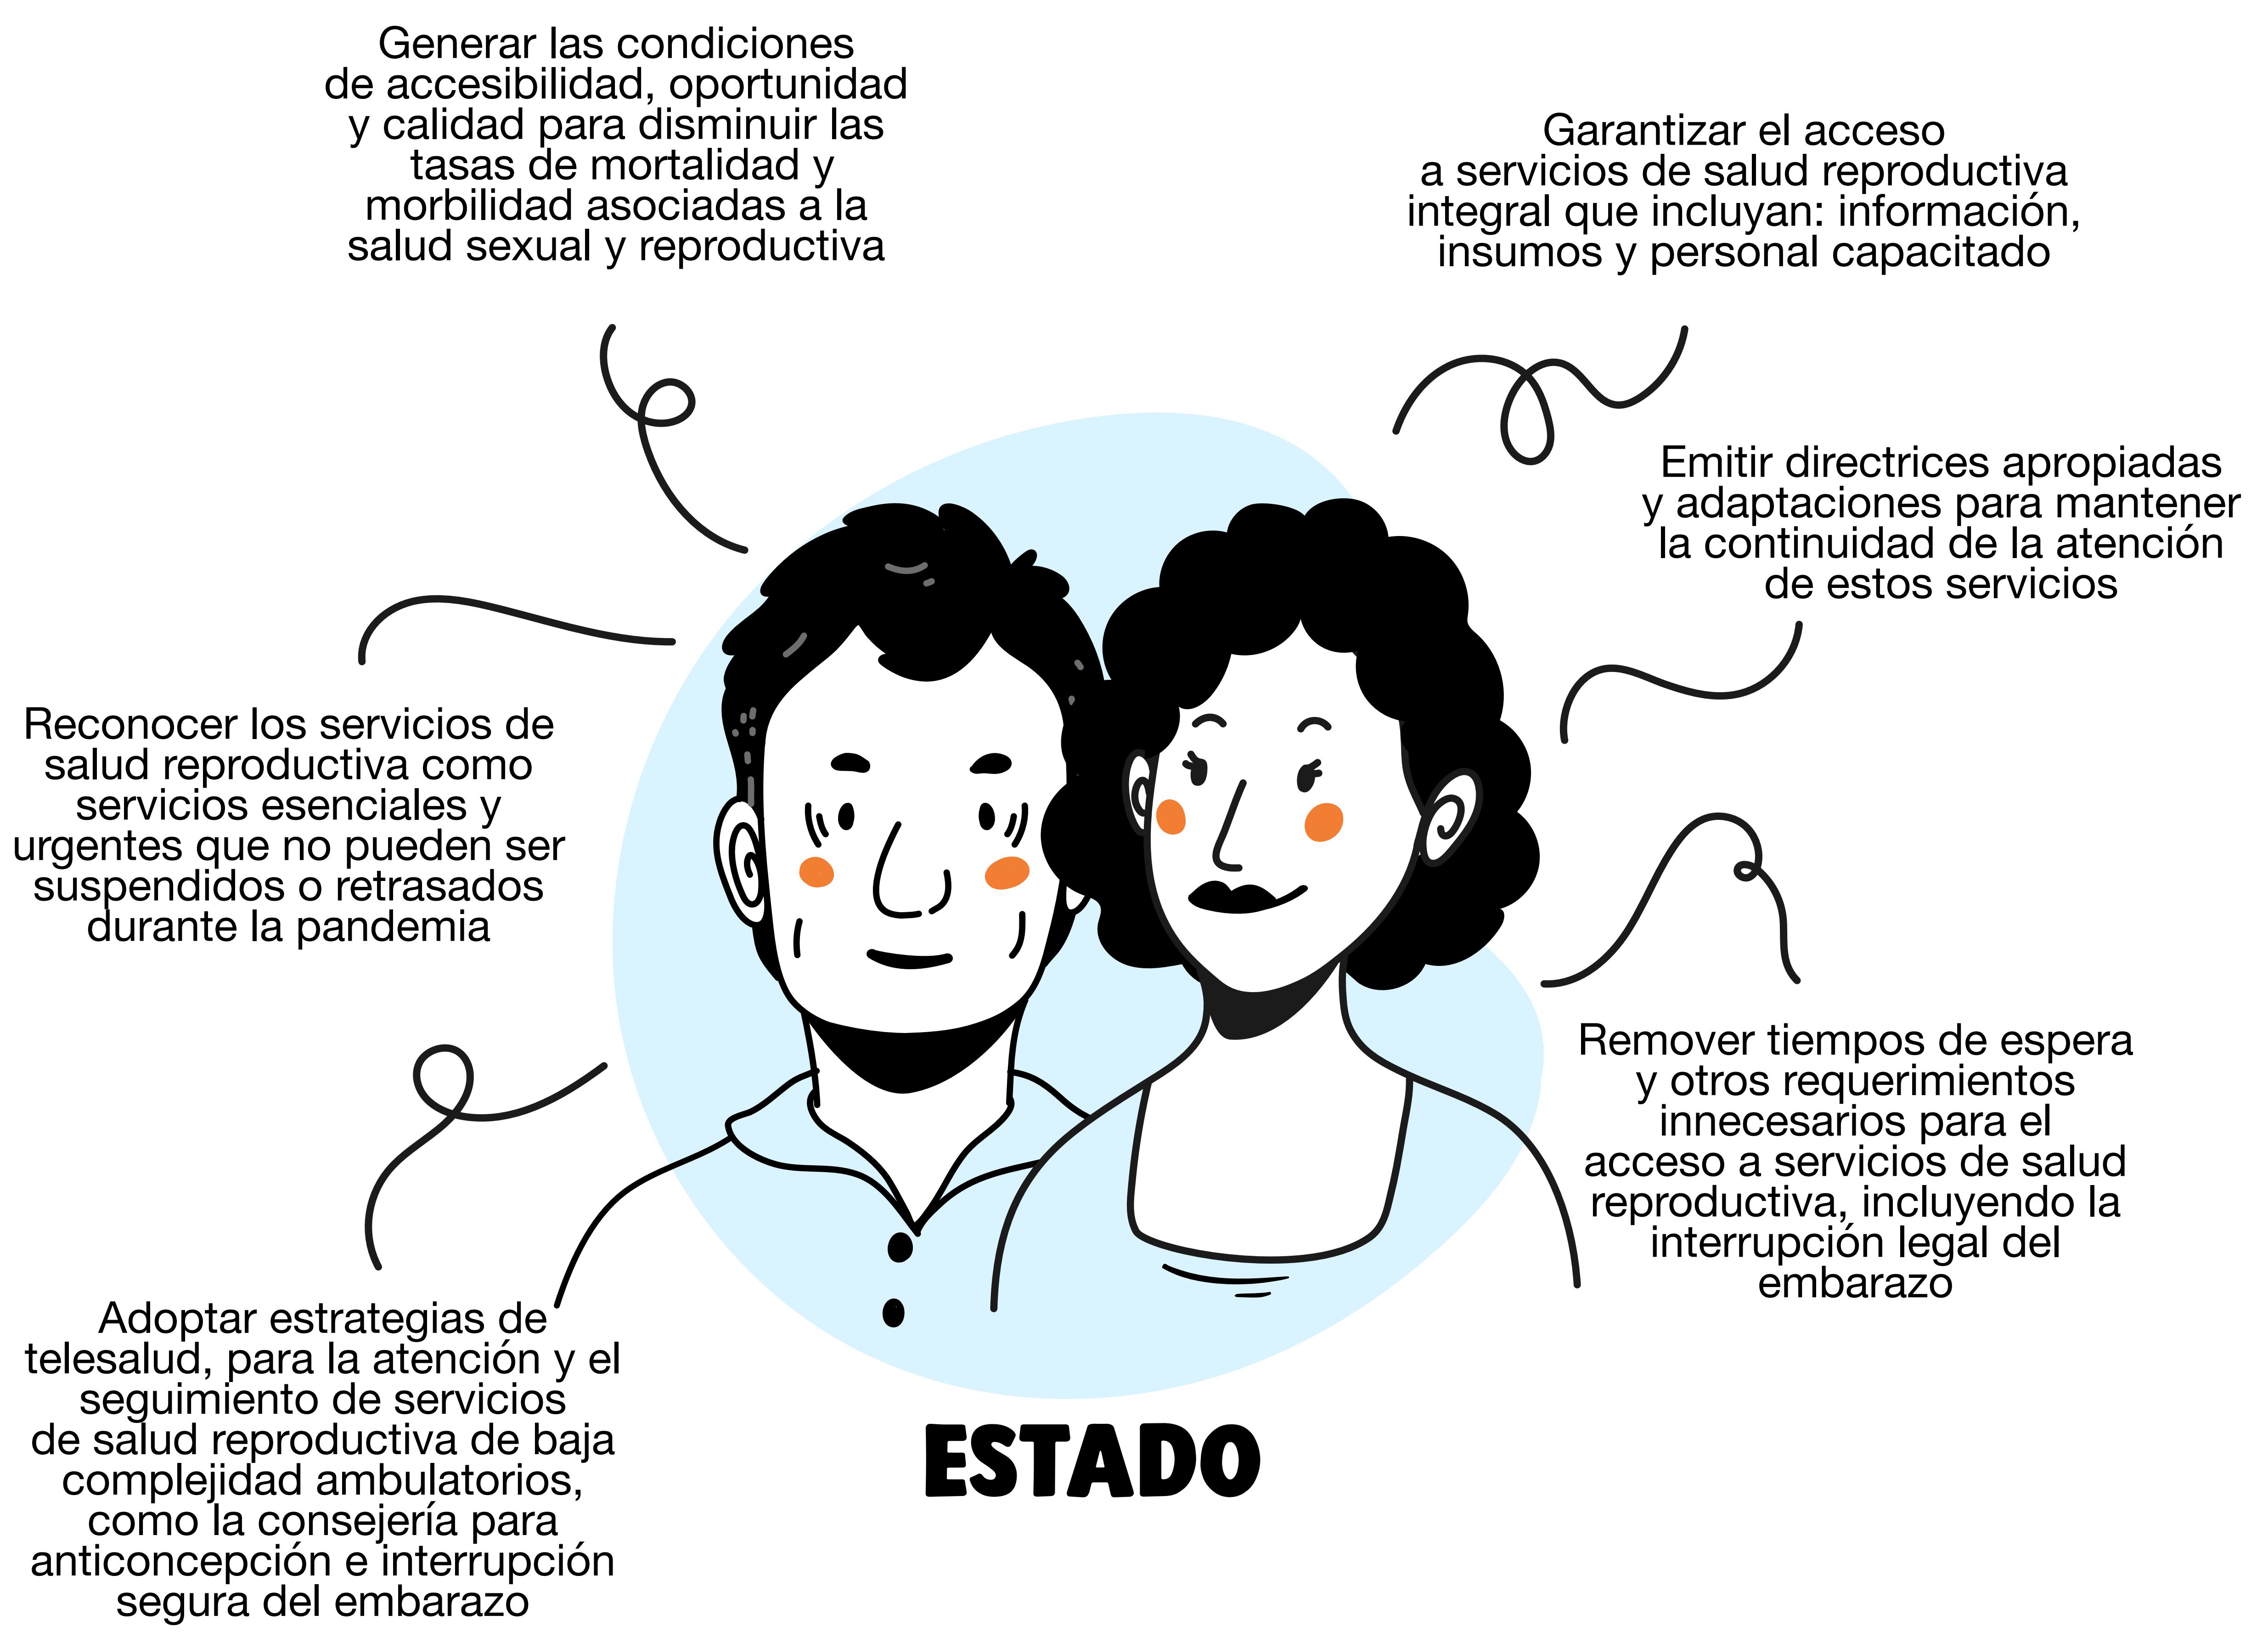 Generar las condiciones
de accesibilidad, oportunidad
y calidad para disminuir las
tasas de mortalidad y
morbilidad asociadas a la
salud sexual y reproductiva
Garantizar el acceso
a servicios de salud reproductiva
integral que incluyan: información,
insumos y personal capacitado
Emitir directrices apropiadas
y adaptaciones para mantener
la continuidad de la atención
de estos servicios
Reconocer los servicios de
salud reproductiva como
servicios esenciales y
urgentes que no pueden ser
suspendidos o retrasados
durante la pandemia
Remover tiempos de espera
y otros requerimientos
innecesarios para el
acceso a servicios de salud
reproductiva, incluyendo la
interrupción legal del
embarazo
Adoptar estrategias de
telesalud, para la atención y el
seguimiento de servicios
de salud reproductiva de baja
complejidad ambulatorios,
como la consejería para
anticoncepción e interrupción
segura del embarazo
ESTADO